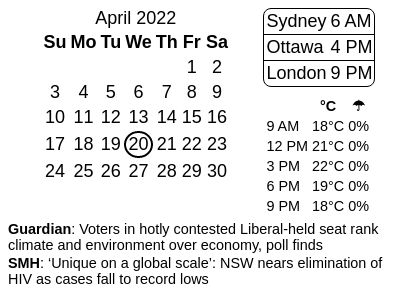 April 2022
Su Mo Tu We Th Fr Sa
1 2
3 4 5 6 7 8 9
10 11 12 13 14 15 16
17 18 19 20 21 22 23
24 25 26 27 28 29 30
Sydney 6 AM
Ottawa 4 PM
London 9 PM
°C ☂
9 AM 18°C 0%
12 PM 21°C 0%
3 PM 22°C 0%
6 PM 19°C 0%
9 PM 18°C 0%
Guardian: Voters in hotly contested Liberal-held seat rank
climate and environment over economy, poll finds
SMH: ‘Unique on a global scale’: NSW nears elimination of
HIV as cases fall to record lows